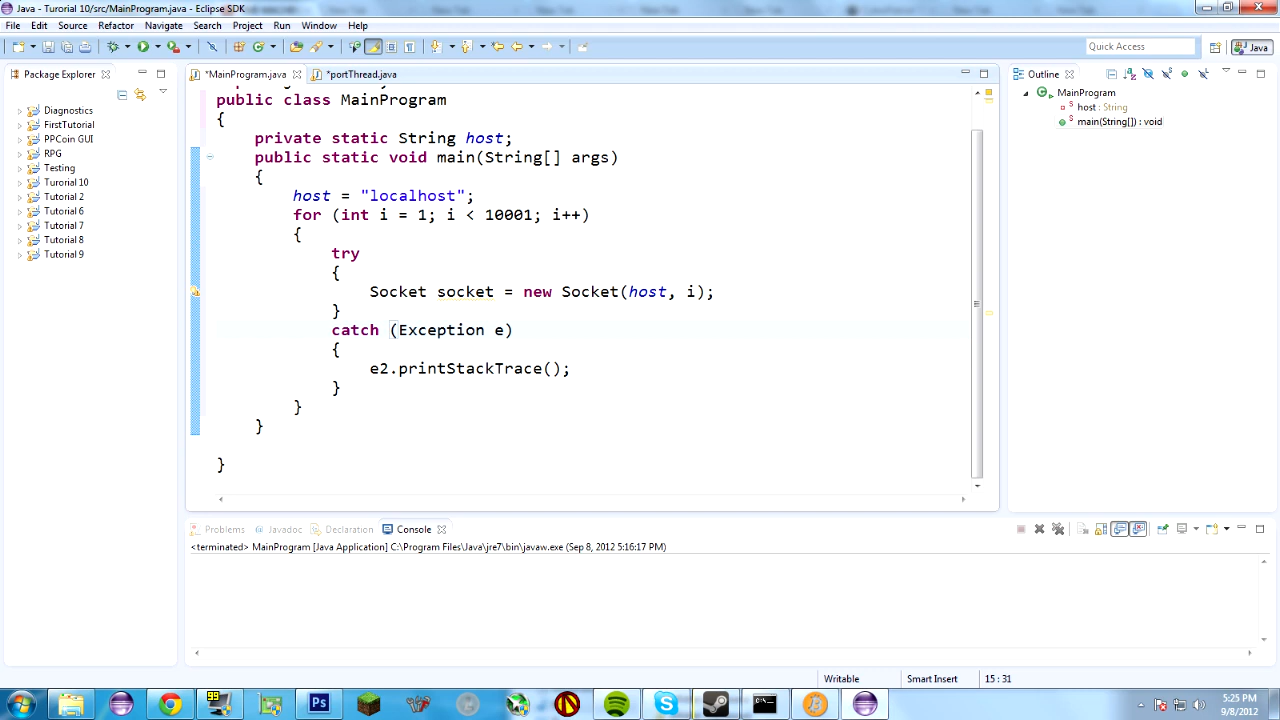 Java - Turorial 10/src/MainProgram.java - Eclipse SDK
File Edit Source Refactor Navigate Search Project Run Window Help
Quick Access
Java
Package Explorer
*MainProgram.java
*portThread.java
Outline
Diagnostics
FirstTutorial
PPCoin GUI
RPG
Testing
Tutorial 10
Tutorial 2
Tutorial 6
Tutorial 7
Tutorial 8
Tutorial 9
public class MainProgram
{
private static String host;
public static void main(String[] args)
{
host = "localhost";
for (int i = 1; i < 10001; i++)
{
try
{
Socket socket = new Socket(host, i);
}
catch (Exception e)
{
e2.printStackTrace();
}
}
}
}
MainProgram
host : String
main(String[]) : void
Problems @ Javadoc Declaration Console
<terminated> MainProgram [Java Application] C:\Program Files\Java\jre7\bin\javaw.exe (Sep 8, 2012 5:16:17 PM)
Writable
Smart Insert
15 : 31
99
Ps
5:25 PM
9/8/2012